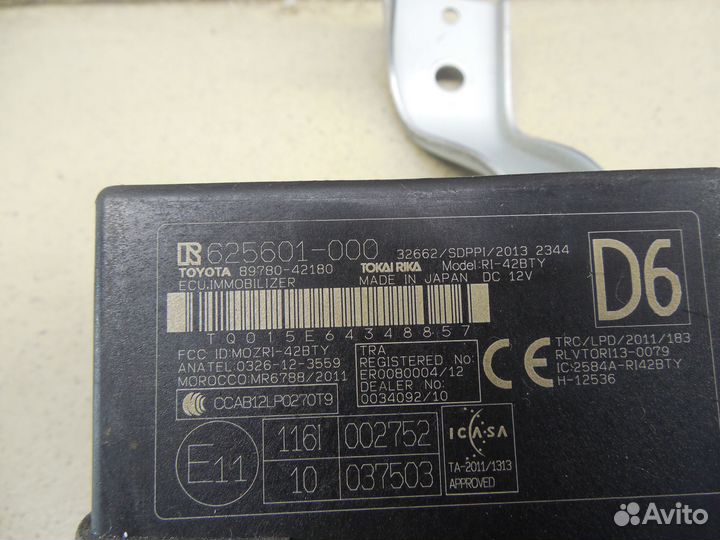 625601-000 32662/SDPPI/2013 2344
TOYOTA 89780-42180 TOKAI RIKA Model:RI-42BTY
ECU,IMMOBILIZER MADE IN JAPAN DC 12V
D6
TQ015E64348857
FCC ID:MOZRI-42BTY
ANATEL:0326-12-3559
MOROCCO:MR6788/2011
CCAB12LP0270T9
TRA
REGISTERED No:
ER0080004/12
DEALER No:
0034092/10
CE
TRC/LPD/2011/183
RLVTORI13-0079
IC:2584A-RI42BTY
H-12536
E11
116I 002752
10 037503
ICASA
TA-2011/1313
APPROVED
Avito